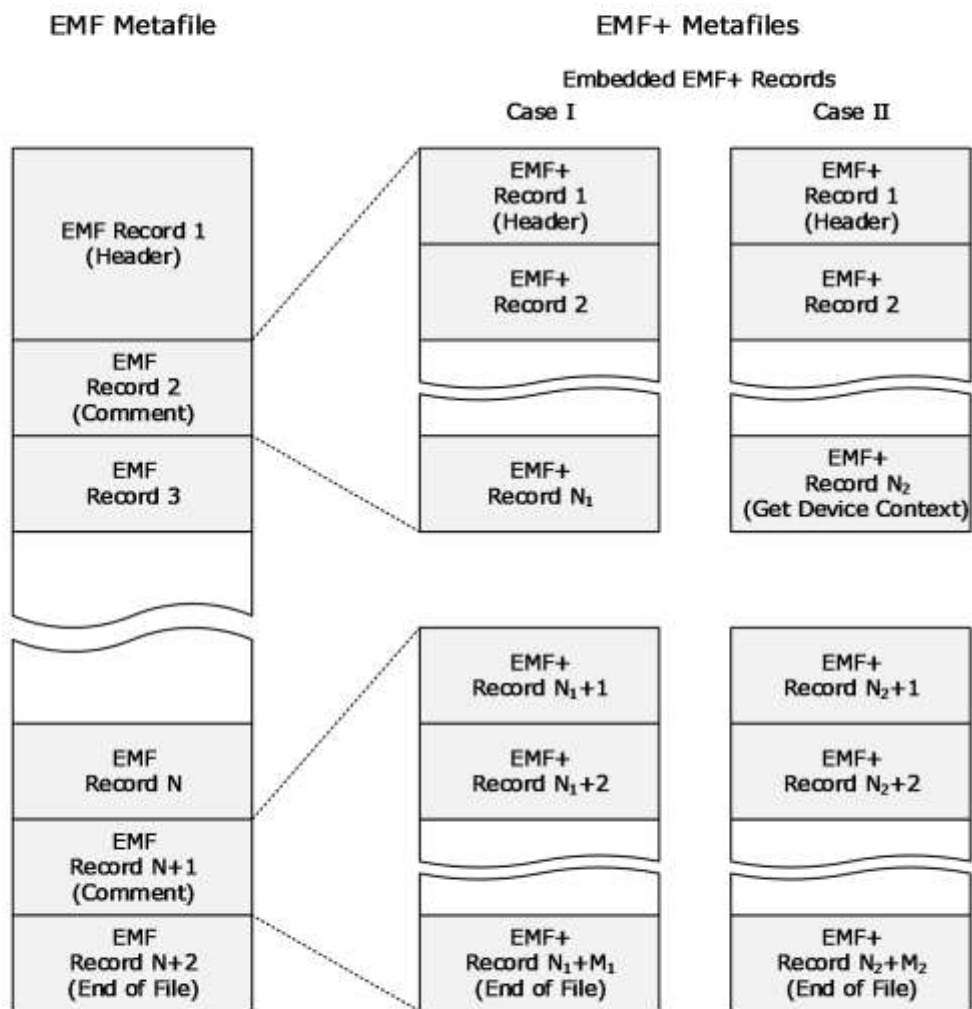 EMF Metafile
EMF+ Metafiles
Embedded EMF+ Records
Case I
Case II
EMF Record 1
(Header)
EMF
Record 2
(Comment)
EMF
Record 3
EMF
Record N
EMF
Record N+1
(Comment)
EMF
Record N+2
(End of File)
EMF+
Record 1
(Header)
EMF+
Record 2
EMF+
Record N₁
EMF+
Record N₁+1
EMF+
Record N₁+2
EMF+
Record N₁+M₁
(End of File)
EMF+
Record 1
(Header)
EMF+
Record 2
EMF+
Record N₂
(Get Device Context)
EMF+
Record N₂+1
EMF+
Record N₂+2
EMF+
Record N₂+M₂
(End of File)